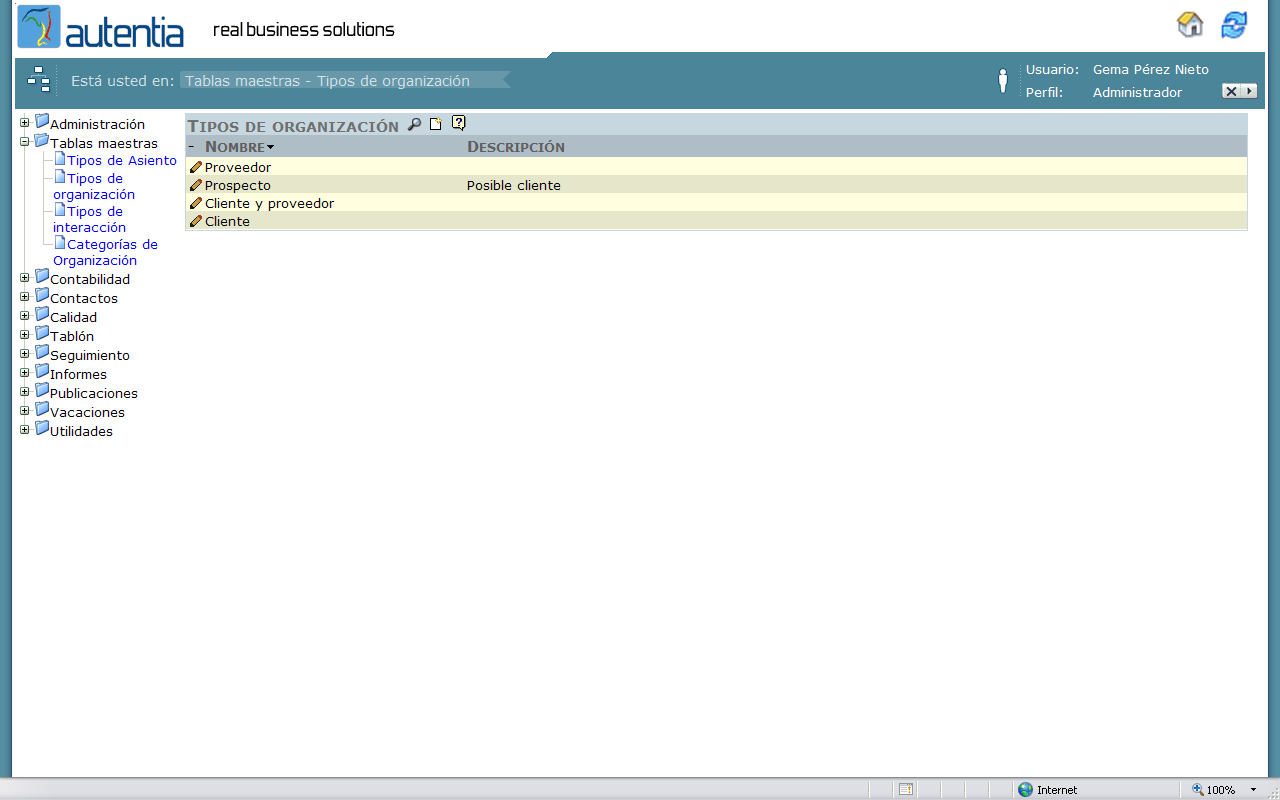 autentia real business solutions
Está usted en: Tablas maestras - Tipos de organización
Usuario: Gema Pérez Nieto
Perfil: Administrador
Administración
Tablas maestras
Tipos de Asiento
Tipos de
organización
Tipos de
interacción
Categorías de
Organización
Contabilidad
Contactos
Calidad
Tablón
Seguimiento
Informes
Publicaciones
Vacaciones
Utilidades
TIPOS DE ORGANIZACIÓN
- NOMBRE DESCRIPCIÓN
Proveedor
Prospecto Posible cliente
Cliente y proveedor
Cliente
Internet 100%